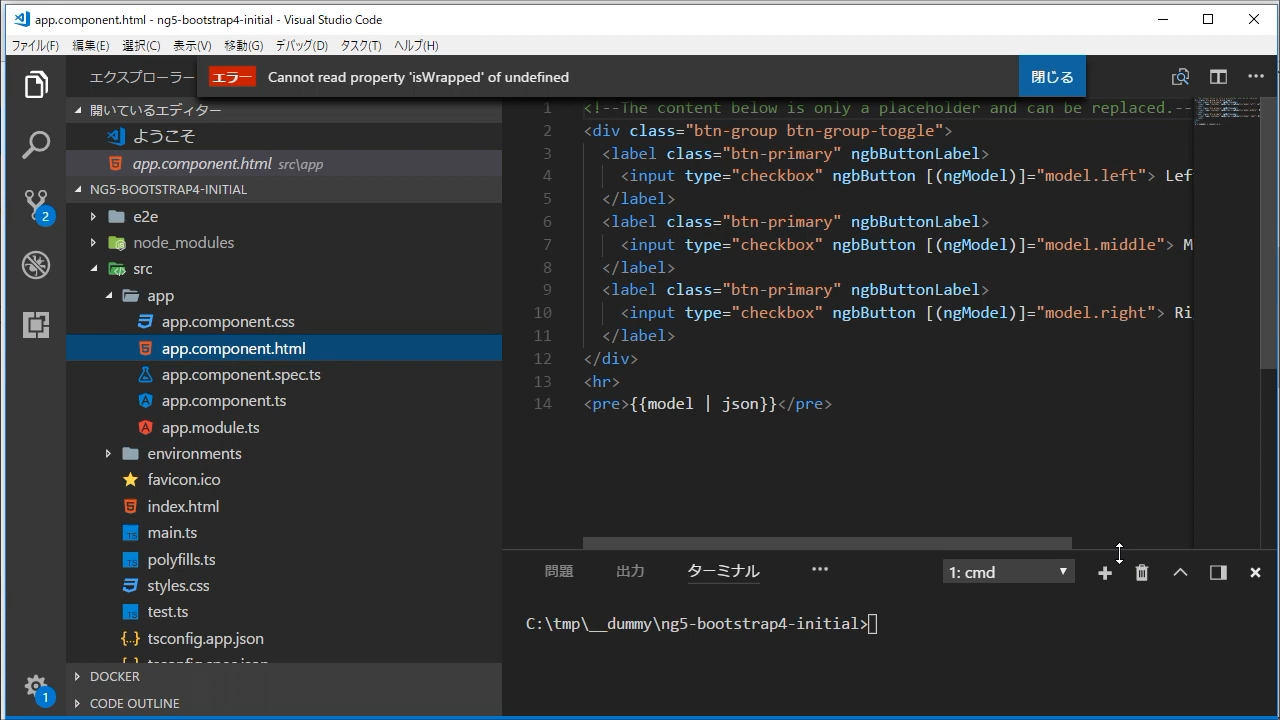 app.component.html - ng5-bootstrap4-initial - Visual Studio Code
ファイル(F) 編集(E) 選択(C) 表示(V) 移動(G) デバッグ(D) タスク(T) ヘルプ(H)
エクスプローラー
エラー Cannot read property 'isWrapped' of undefined 閉じる
開いているエディター
ようこそ
app.component.html src\app
NG5-BOOTSTRAP4-INITIAL
e2e
node_modules
src
app
app.component.css
app.component.html
app.component.spec.ts
app.component.ts
app.module.ts
environments
favicon.ico
index.html
main.ts
polyfills.ts
styles.css
test.ts
tsconfig.app.json
tsconfig.spec.json
DOCKER
CODE OUTLINE
2
1
1 <!--The content below is only a placeholder and can be replaced.--
2 <div class="btn-group btn-group-toggle">
3 <label class="btn-primary" ngbButtonLabel>
4 <input type="checkbox" ngbButton [(ngModel)]="model.left"> Lef
5 </label>
6 <label class="btn-primary" ngbButtonLabel>
7 <input type="checkbox" ngbButton [(ngModel)]="model.middle"> M
8 </label>
9 <label class="btn-primary" ngbButtonLabel>
10 <input type="checkbox" ngbButton [(ngModel)]="model.right"> Ri
11 </label>
12 </div>
13 <hr>
14 <pre>{{model | json}}</pre>
問題 出力 ターミナル ••• 1: cmd
C:\tmp\__dummy\ng5-bootstrap4-initial>